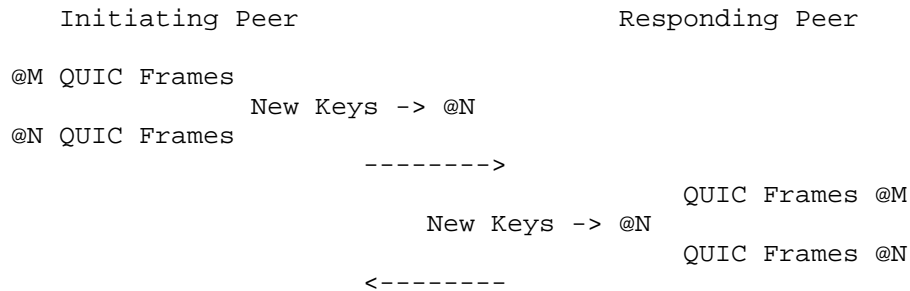 Initiating Peer                    Responding Peer
@M QUIC Frames
New Keys -> @N
@N QUIC Frames
-------->
QUIC Frames @M
New Keys -> @N
QUIC Frames @N
<--------